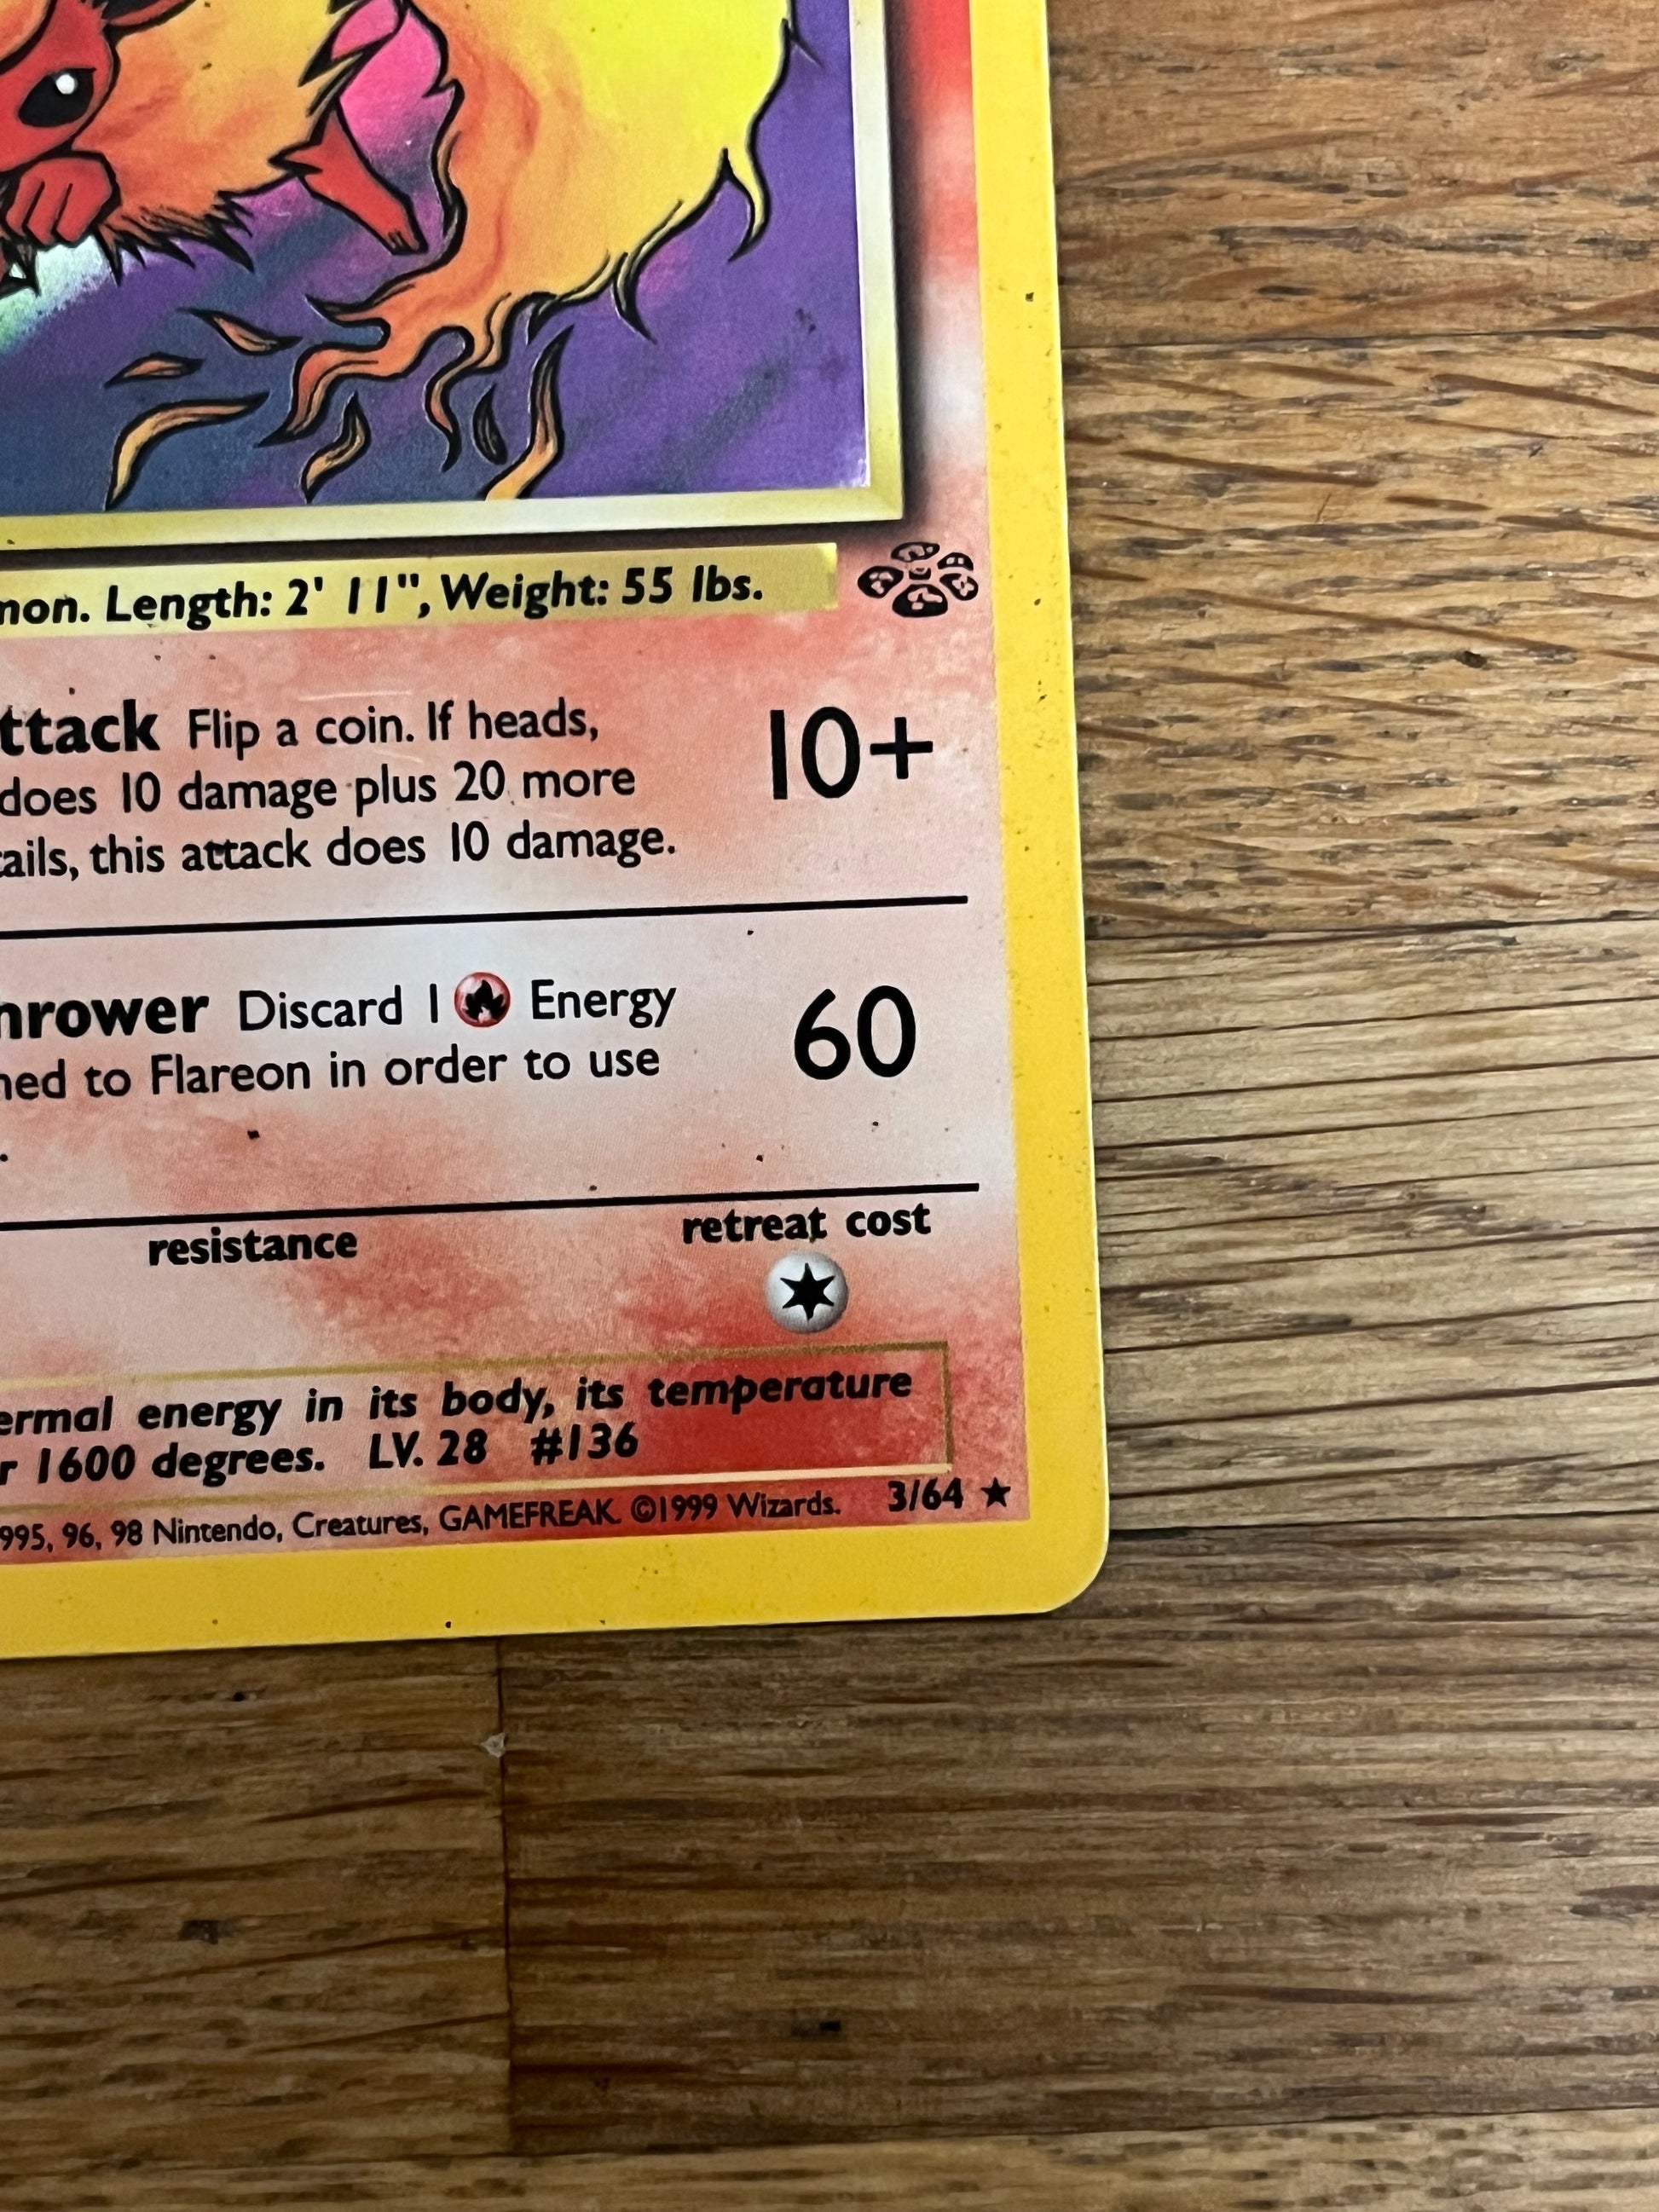 mon. Length: 2' 11", Weight: 55 lbs.
ttack Flip a coin. If heads,
does 10 damage plus 20 more
tails, this attack does 10 damage.
10+
hrower Discard 1 Energy
hed to Flareon in order to use
.
60
resistance
retreat cost
ermal energy in its body, its temperature
r 1600 degrees. LV. 28 #136
995, 96, 98 Nintendo, Creatures, GAMEFREAK. ©1999 Wizards. 3/64 ★